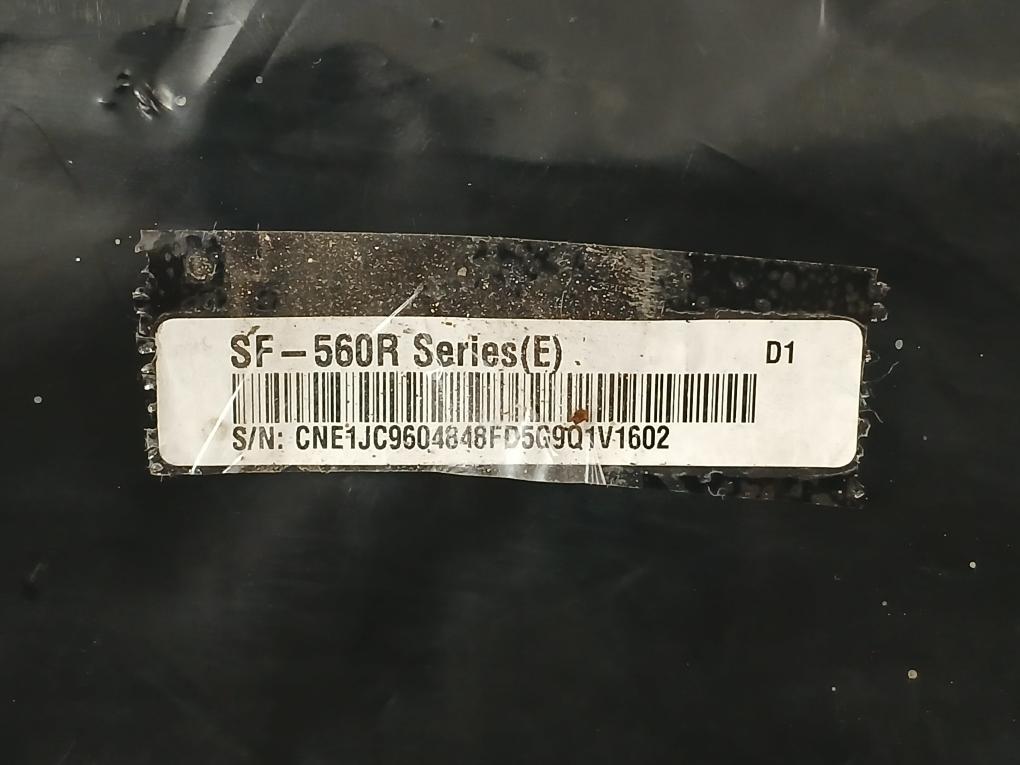 SF-560R Series(E)
D1
S/N: CNE1JC9604848FD5G9Q1V1602